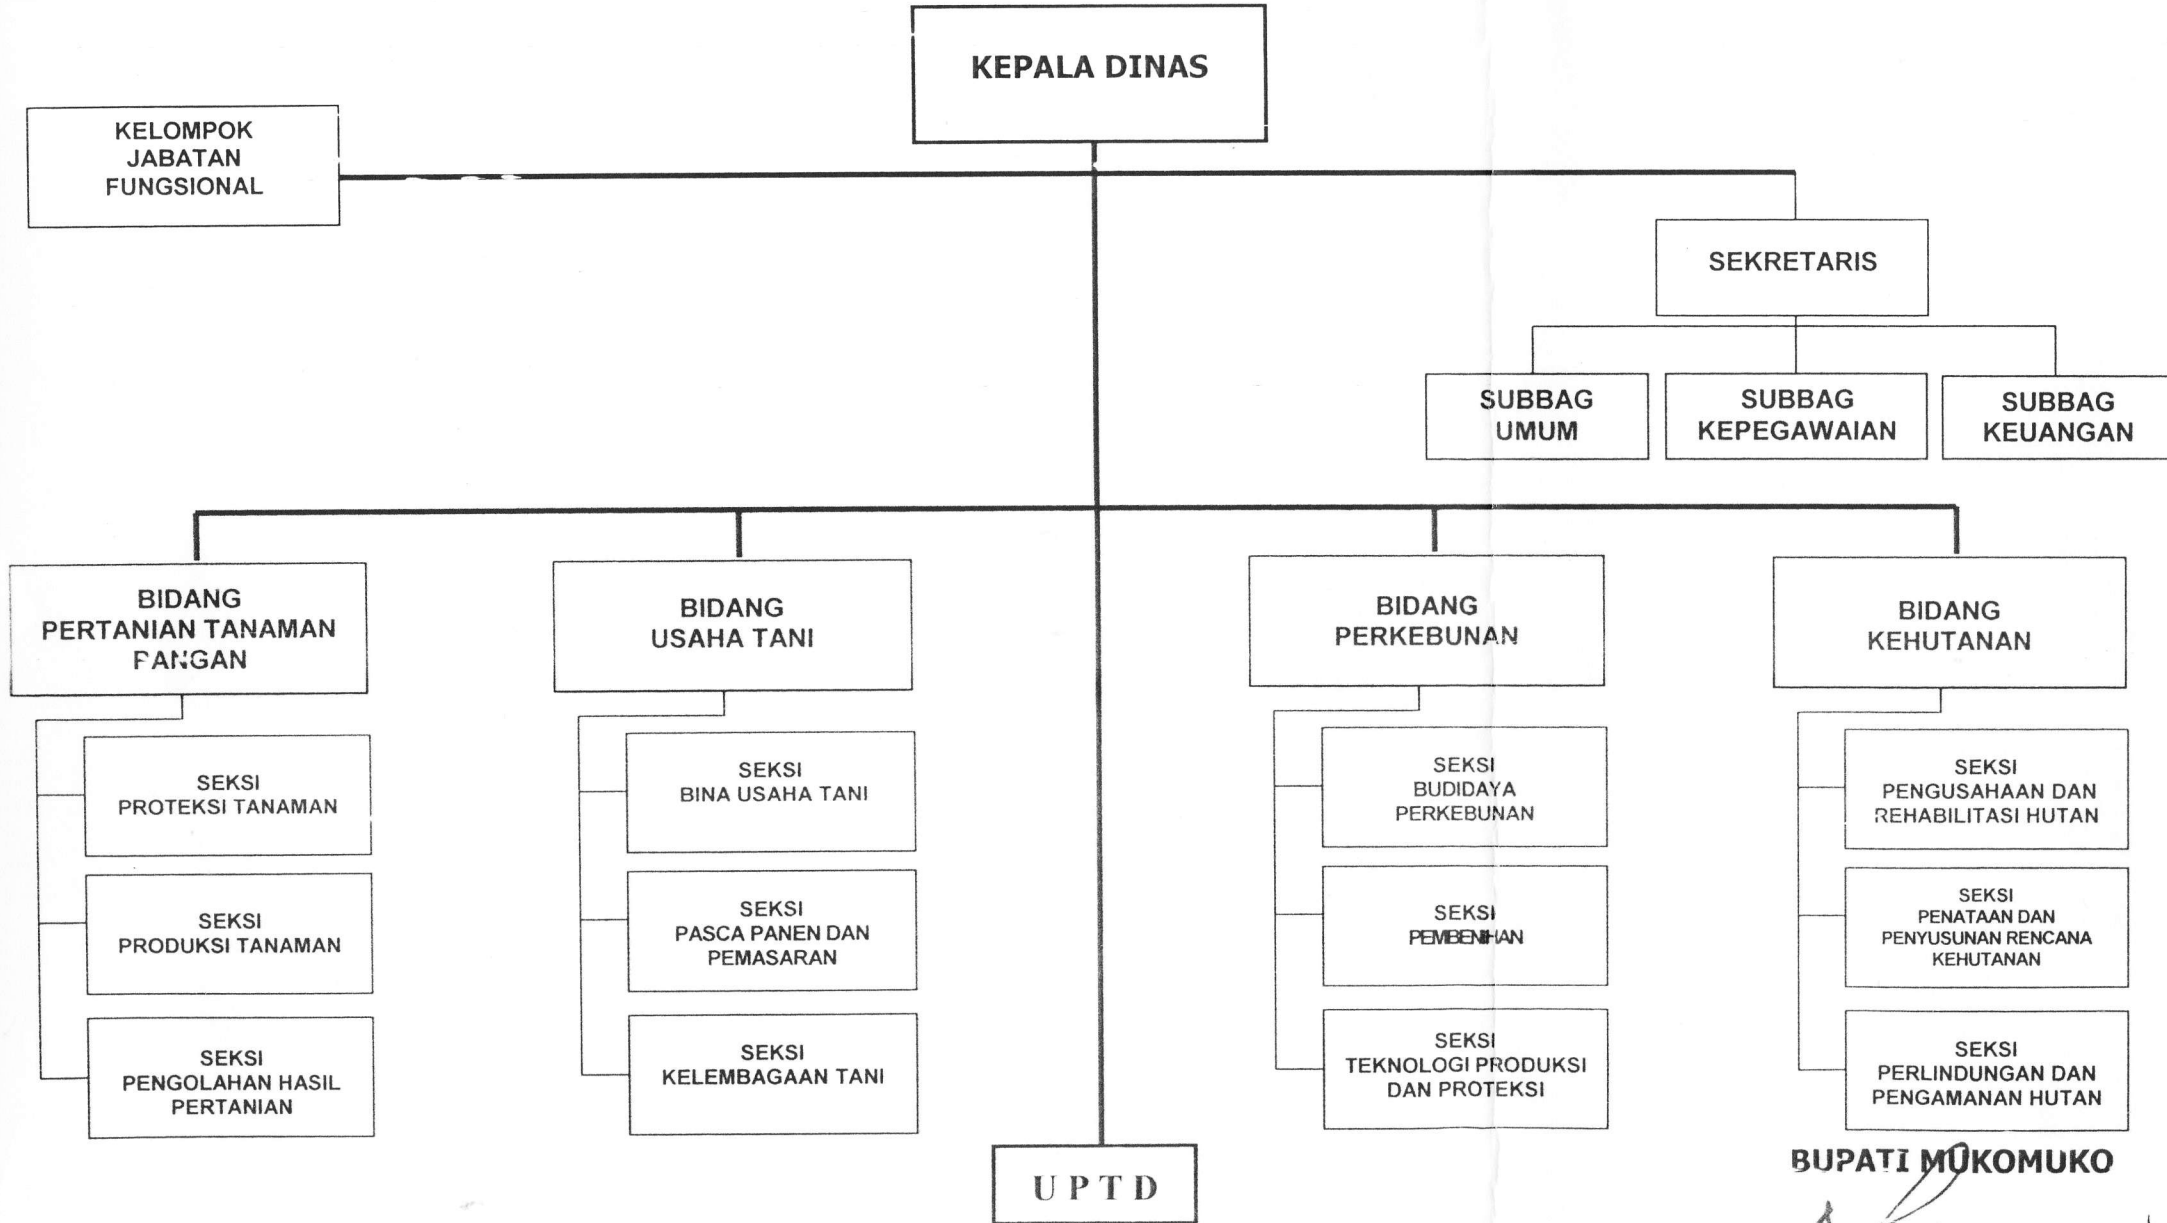 KEPALA DINAS
KELOMPOK
JABATAN
FUNGSIONAL
SEKRETARIS
SUBBAG
UMUM
SUBBAG
KEPEGAWAIAN
SUBBAG
KEUANGAN
BIDANG
PERTANIAN TANAMAN
PANGAN
BIDANG
USAHA TANI
BIDANG
PERKEBUNAN
BIDANG
KEHUTANAN
SEKSI
PROTEKSI TANAMAN
SEKSI
PRODUKSI TANAMAN
SEKSI
PENGOLAHAN HASIL
PERTANIAN
SEKSI
BINA USAHA TANI
SEKSI
PASCA PANEN DAN
PEMASARAN
SEKSI
KELEMBAGAAN TANI
SEKSI
BUDIDAYA
PERKEBUNAN
SEKSI
PEMBENIHAN
SEKSI
TEKNOLOGI PRODUKSI
DAN PROTEKSI
SEKSI
PENGUSAHAAN DAN
REHABILITASI HUTAN
SEKSI
PENATAAN DAN
PENYUSUNAN RENCANA
KEHUTANAN
SEKSI
PERLINDUNGAN DAN
PENGAMANAN HUTAN
UPTD
BUPATI MUKOMUKO